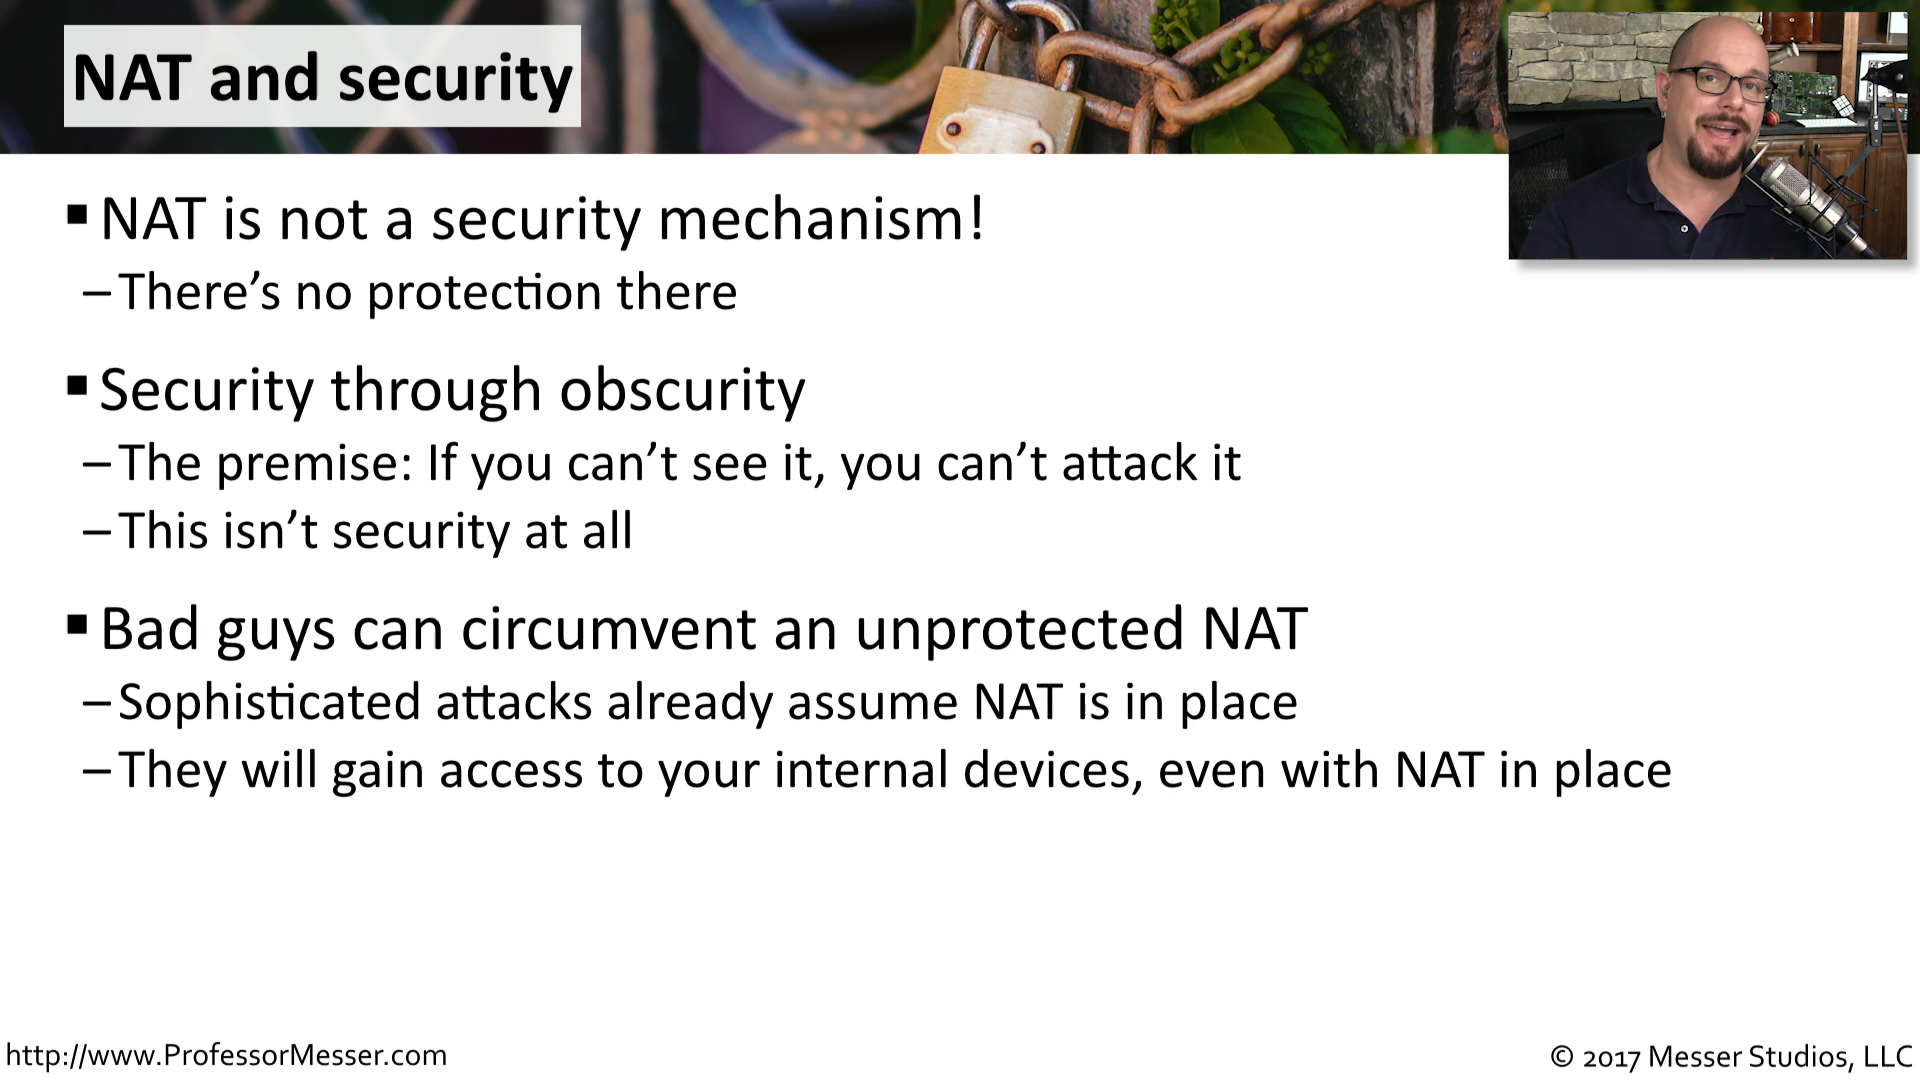 NAT and security
▪ NAT is not a security mechanism!
– There’s no protection there
▪ Security through obscurity
– The premise: If you can’t see it, you can’t attack it
– This isn’t security at all
▪ Bad guys can circumvent an unprotected NAT
– Sophisticated attacks already assume NAT is in place
– They will gain access to your internal devices, even with NAT in place
http://www.ProfessorMesser.com
© 2017 Messer Studios, LLC